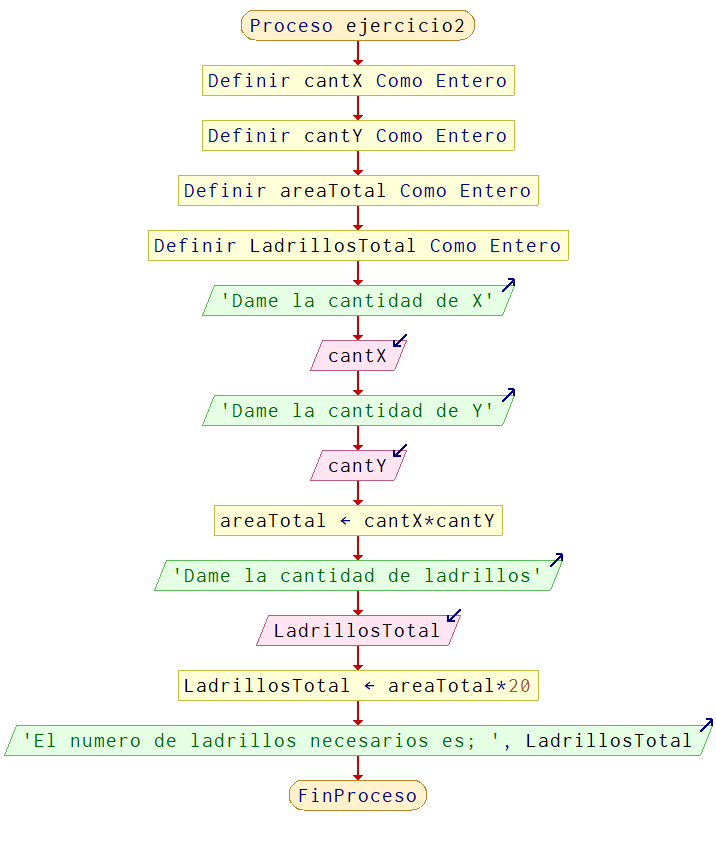 Proceso ejercicio2
Definir cantX Como Entero
Definir cantY Como Entero
Definir areaTotal Como Entero
Definir LadrillosTotal Como Entero
'Dame la cantidad de X'
cantX
'Dame la cantidad de Y'
cantY
areaTotal ← cantX*cantY
'Dame la cantidad de ladrillos'
LadrillosTotal
LadrillosTotal ← areaTotal*20
'El numero de ladrillos necesarios es; ', LadrillosTotal
FinProceso